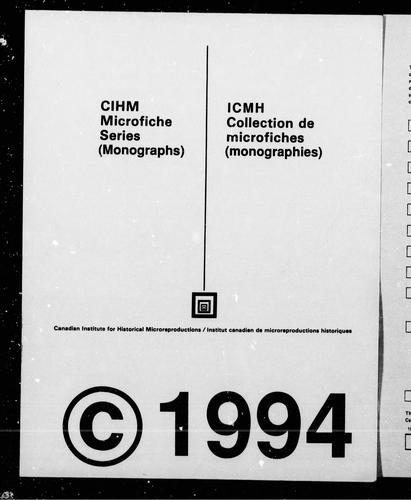 CIHM
Microfiche
Series
(Monographs)
ICMH
Collection de
microfiches
(monographies)
Canadian Institute for Historical Microreproductions / Institut canadien de microreproductions historiques
© 1994